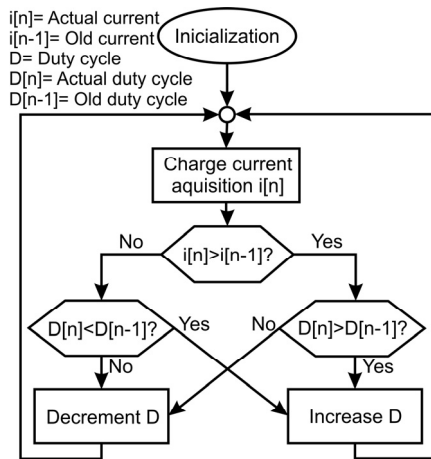 i[n]= Actual current
i[n-1]= Old current
D= Duty cycle
D[n]= Actual duty cycle
D[n-1]= Old duty cycle
Inicialization
Charge current
aquisition i[n]
No
Yes
i[n]>i[n-1]?
D[n]<D[n-1]?
Yes
No
D[n]>D[n-1]?
No
Yes
Decrement D
Increase D